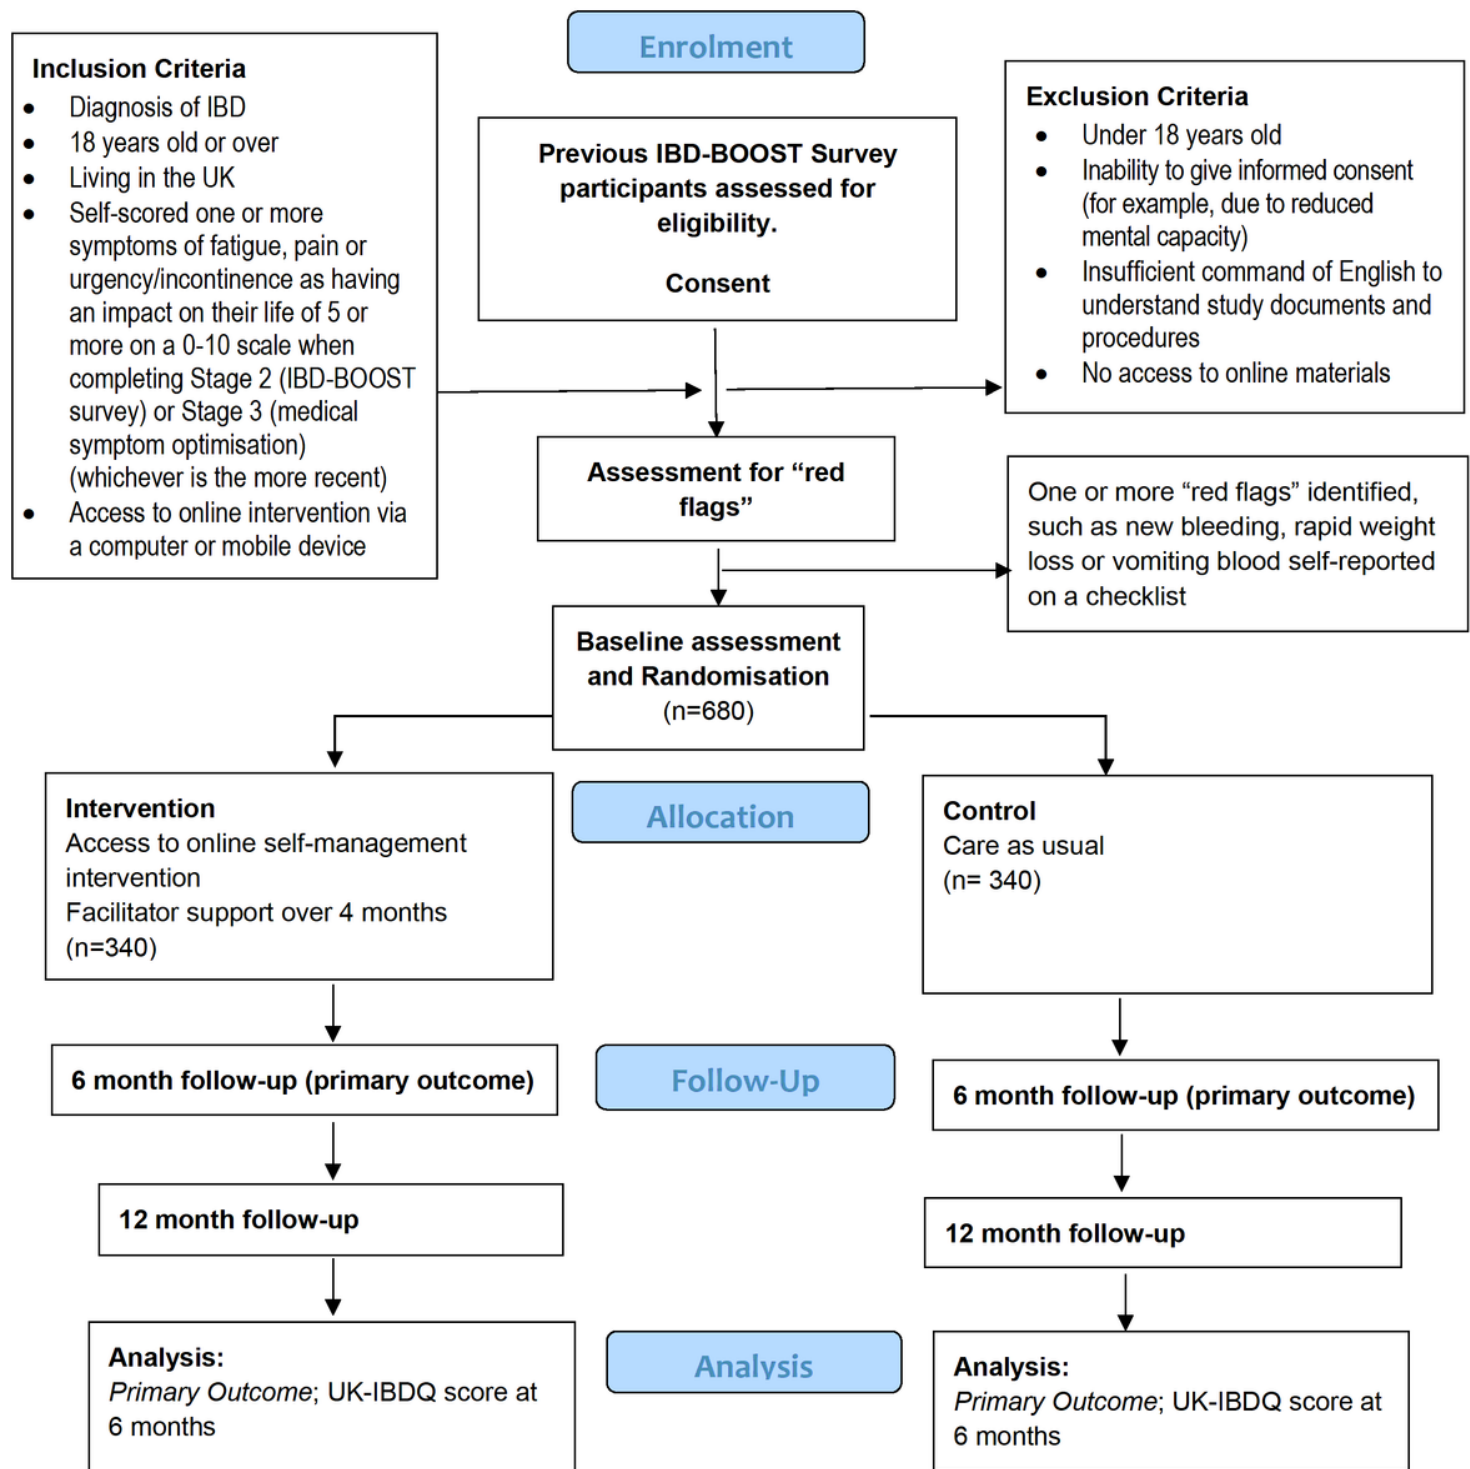 Enrolment
Inclusion Criteria
• Diagnosis of IBD
• 18 years old or over
• Living in the UK
• Self-scored one or more
symptoms of fatigue, pain or
urgency/incontinence as having
an impact on their life of 5 or
more on a 0-10 scale when
completing Stage 2 (IBD-BOOST
survey) or Stage 3 (medical
symptom optimisation)
(whichever is the more recent)
• Access to online intervention via
a computer or mobile device
Previous IBD-BOOST Survey
participants assessed for
eligibility.
Consent
Exclusion Criteria
• Under 18 years old
• Inability to give informed consent
(for example, due to reduced
mental capacity)
• Insufficient command of English to
understand study documents and
procedures
• No access to online materials
Assessment for “red
flags”
One or more “red flags” identified,
such as new bleeding, rapid weight
loss or vomiting blood self-reported
on a checklist
Baseline assessment
and Randomisation
(n=680)
Allocation
Intervention
Access to online self-management
intervention
Facilitator support over 4 months
(n=340)
Control
Care as usual
(n= 340)
Follow-Up
6 month follow-up (primary outcome)
6 month follow-up (primary outcome)
12 month follow-up
12 month follow-up
Analysis
Analysis:
Primary Outcome; UK-IBDQ score at
6 months
Analysis:
Primary Outcome; UK-IBDQ score at
6 months